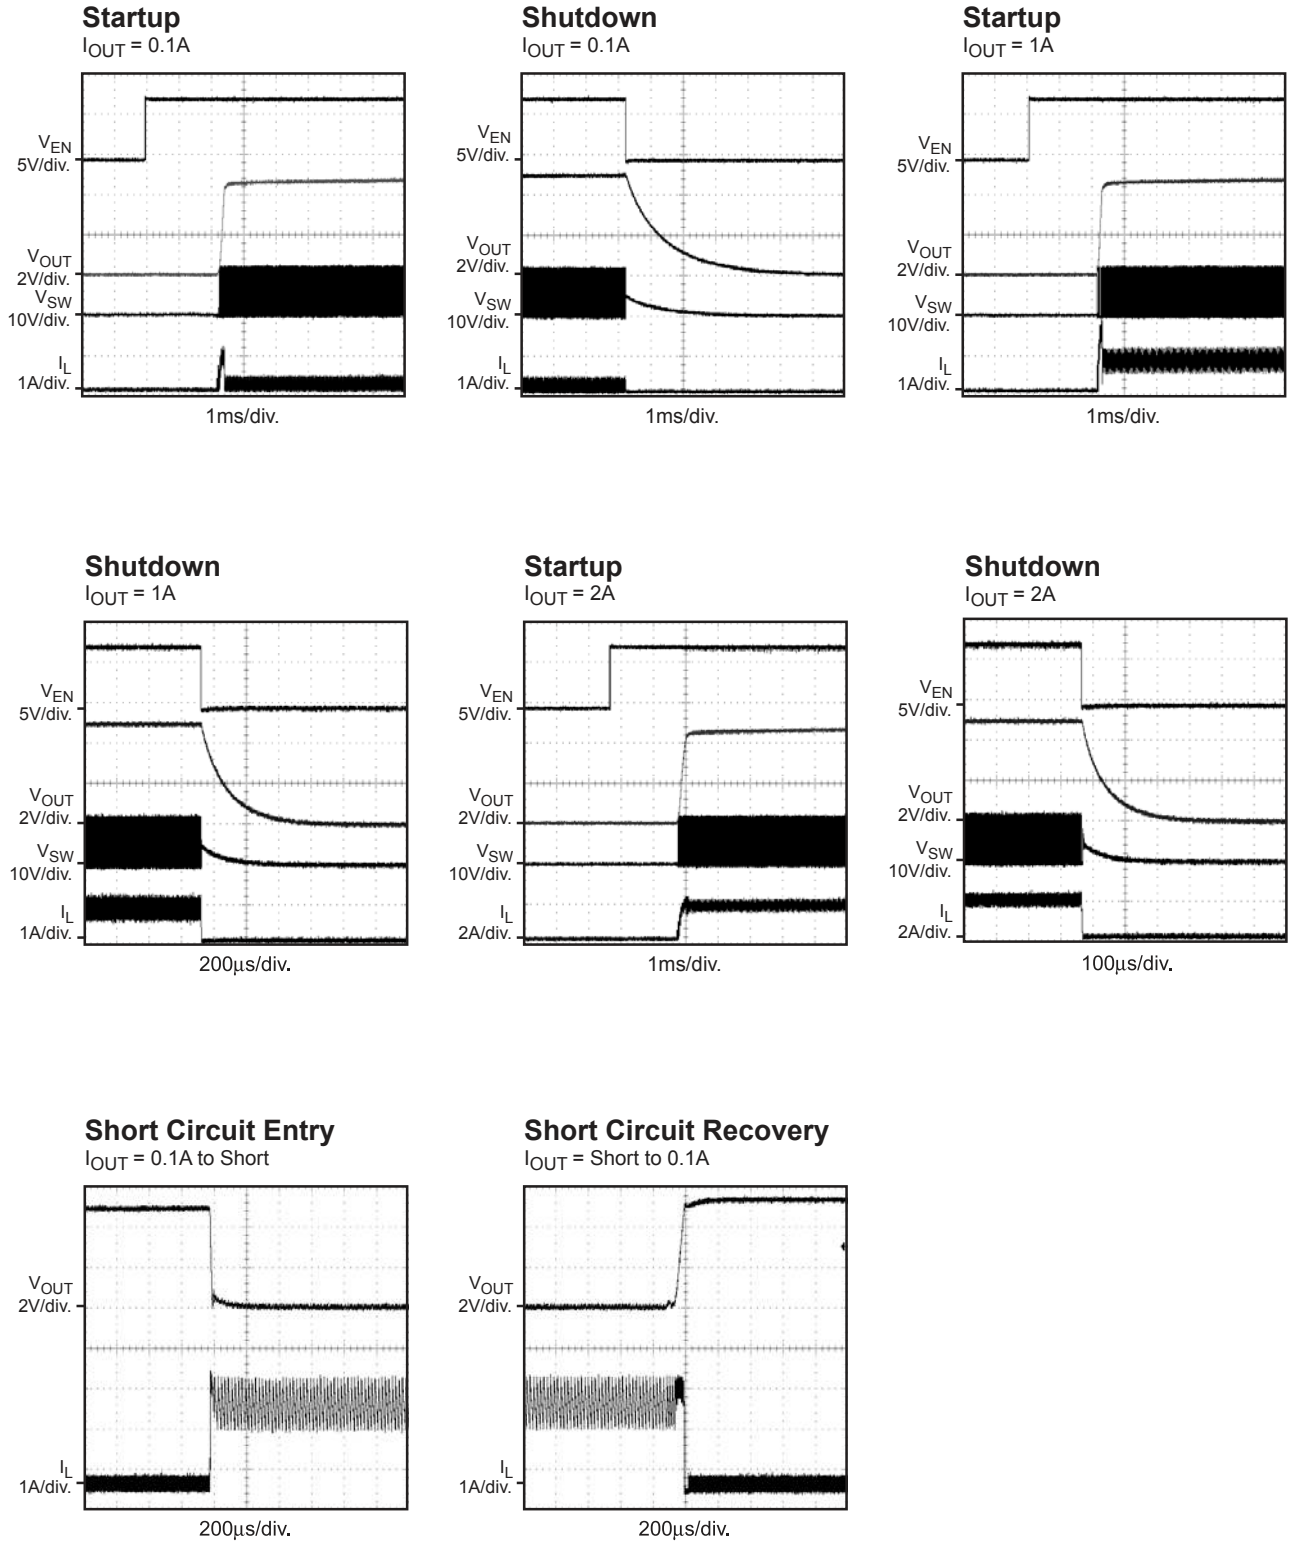 Startup
IOUT = 0.1A
VEN
5V/div.
VOUT
2V/div.
VSW
10V/div.
IL
1A/div.
1ms/div.
Shutdown
IOUT = 0.1A
VEN
5V/div.
VOUT
2V/div.
VSW
10V/div.
IL
1A/div.
1ms/div.
Startup
IOUT = 1A
VEN
5V/div.
VOUT
2V/div.
VSW
10V/div.
IL
1A/div.
1ms/div.
Shutdown
IOUT = 1A
VEN
5V/div.
VOUT
2V/div.
VSW
10V/div.
IL
1A/div.
200µs/div.
Startup
IOUT = 2A
VEN
5V/div.
VOUT
2V/div.
VSW
10V/div.
IL
2A/div.
1ms/div.
Shutdown
IOUT = 2A
VEN
5V/div.
VOUT
2V/div.
VSW
10V/div.
IL
2A/div.
100µs/div.
Short Circuit Entry
IOUT = 0.1A to Short
VOUT
2V/div.
IL
1A/div.
200µs/div.
Short Circuit Recovery
IOUT = Short to 0.1A
VOUT
2V/div.
IL
1A/div.
200µs/div.